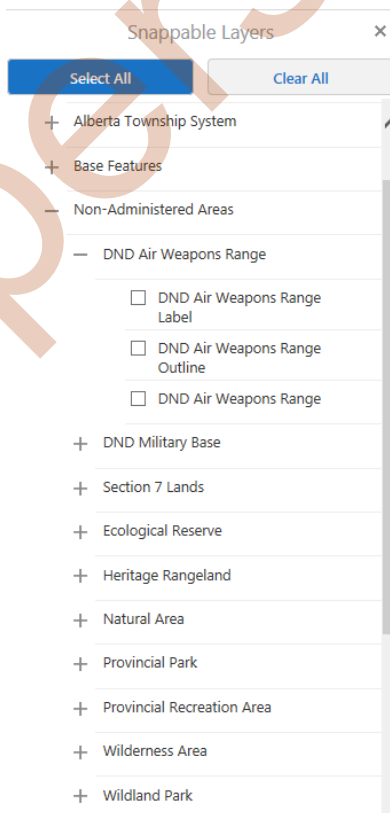 Snappable Layers ×
Select All Clear All
Alberta Township System
Base Features
Non-Administered Areas
DND Air Weapons Range
DND Air Weapons Range
Label
DND Air Weapons Range
Outline
DND Air Weapons Range
DND Military Base
Section 7 Lands
Ecological Reserve
Heritage Rangeland
Natural Area
Provincial Park
Provincial Recreation Area
Wilderness Area
Wildland Park